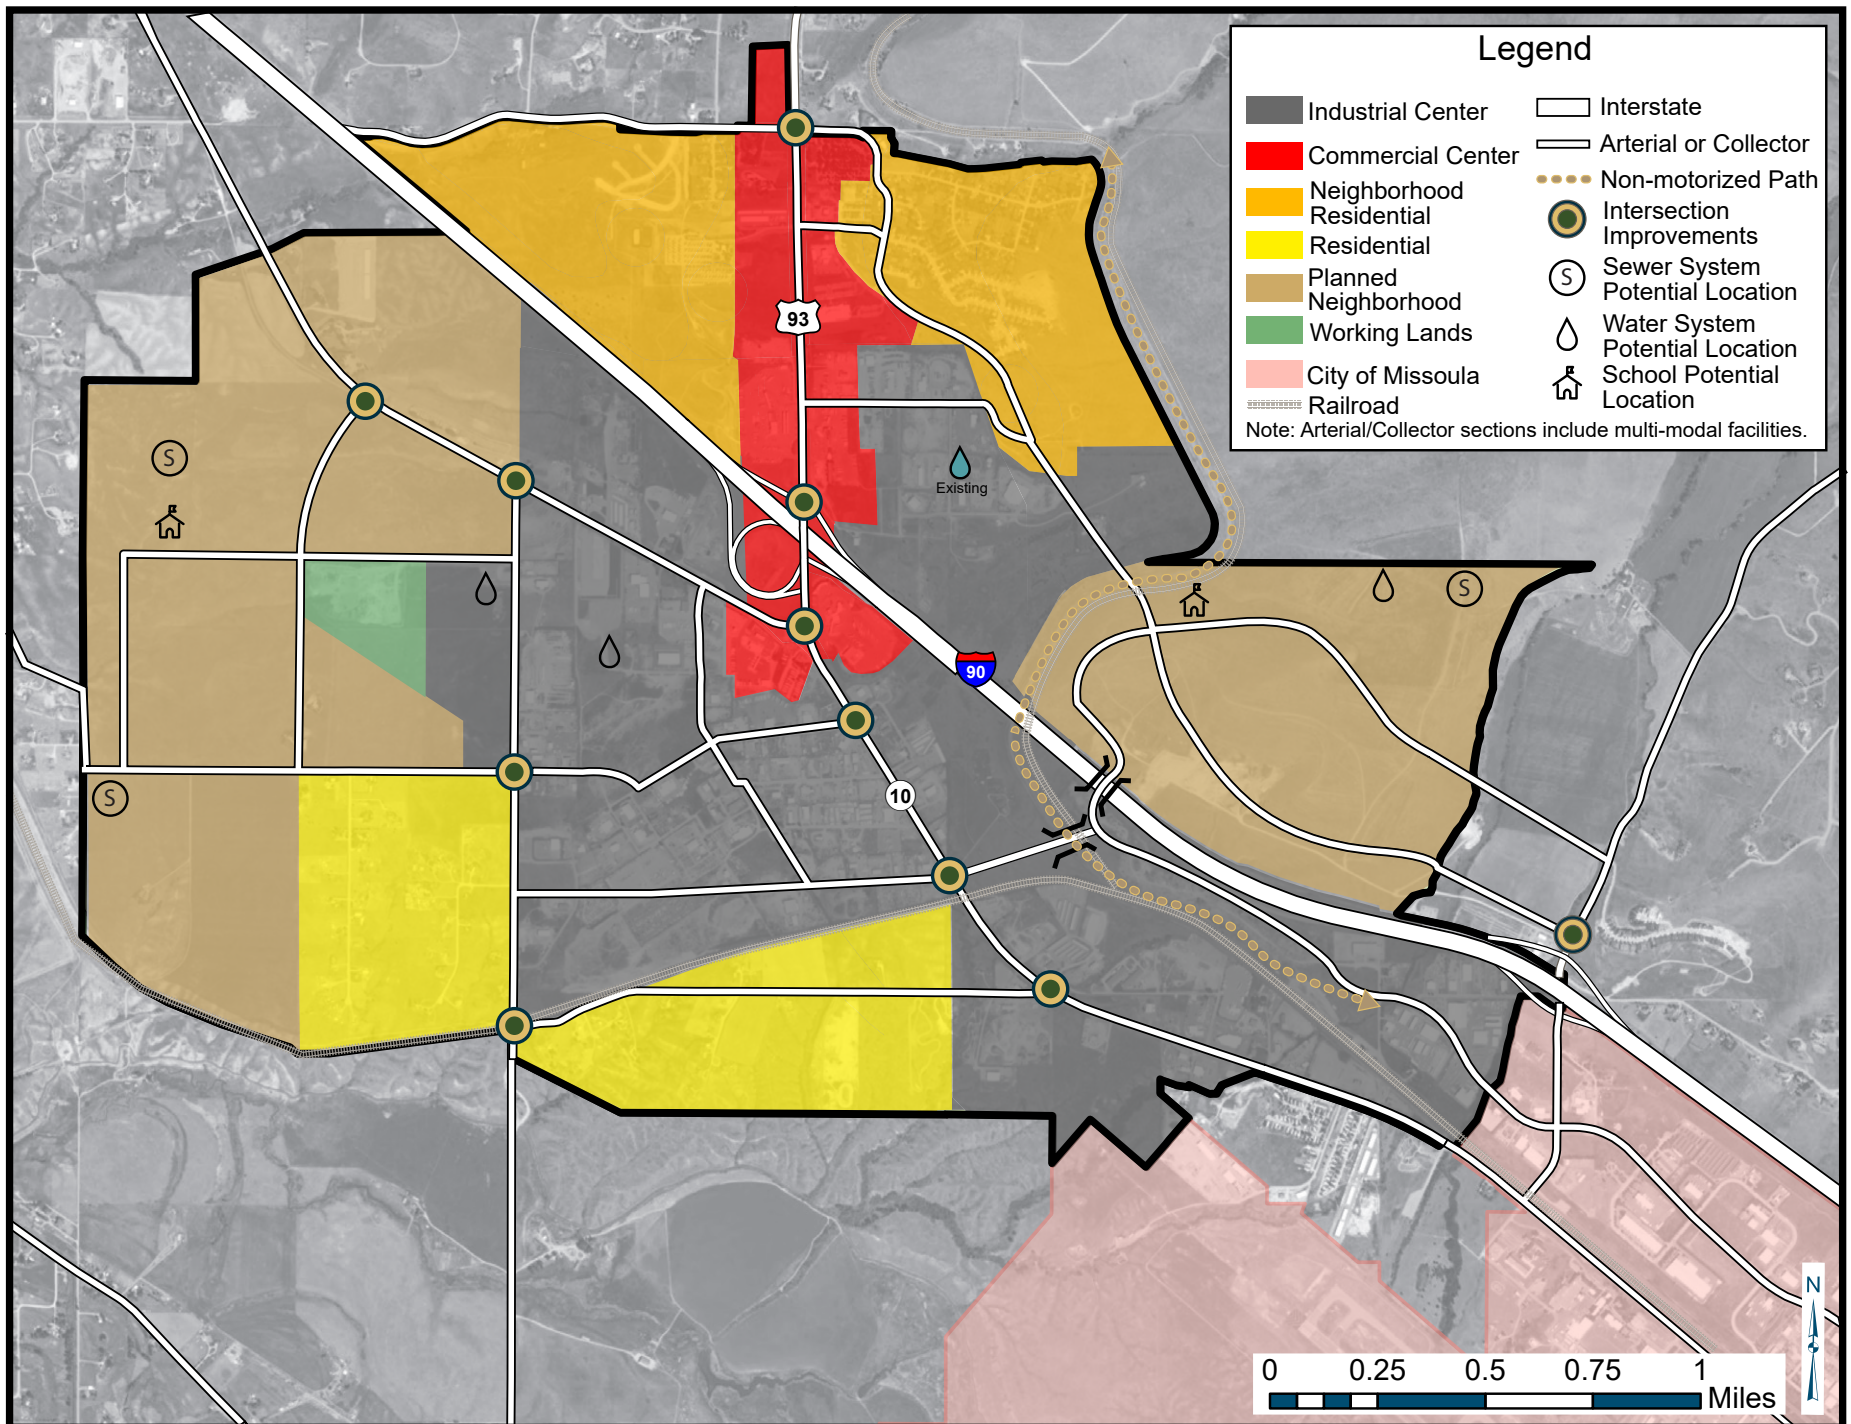 Legend
Industrial Center
Commercial Center
Neighborhood
Residential
Residential
Planned
Neighborhood
Working Lands
City of Missoula
Railroad
Interstate
Arterial or Collector
Non-motorized Path
Intersection
Improvements
S
Sewer System
Potential Location
Water System
Potential Location
School Potential
Location
Note: Arterial/Collector sections include multi-modal facilities.
93
S
Existing
S
90
S
10
N
0 0.25 0.5 0.75 1
Miles